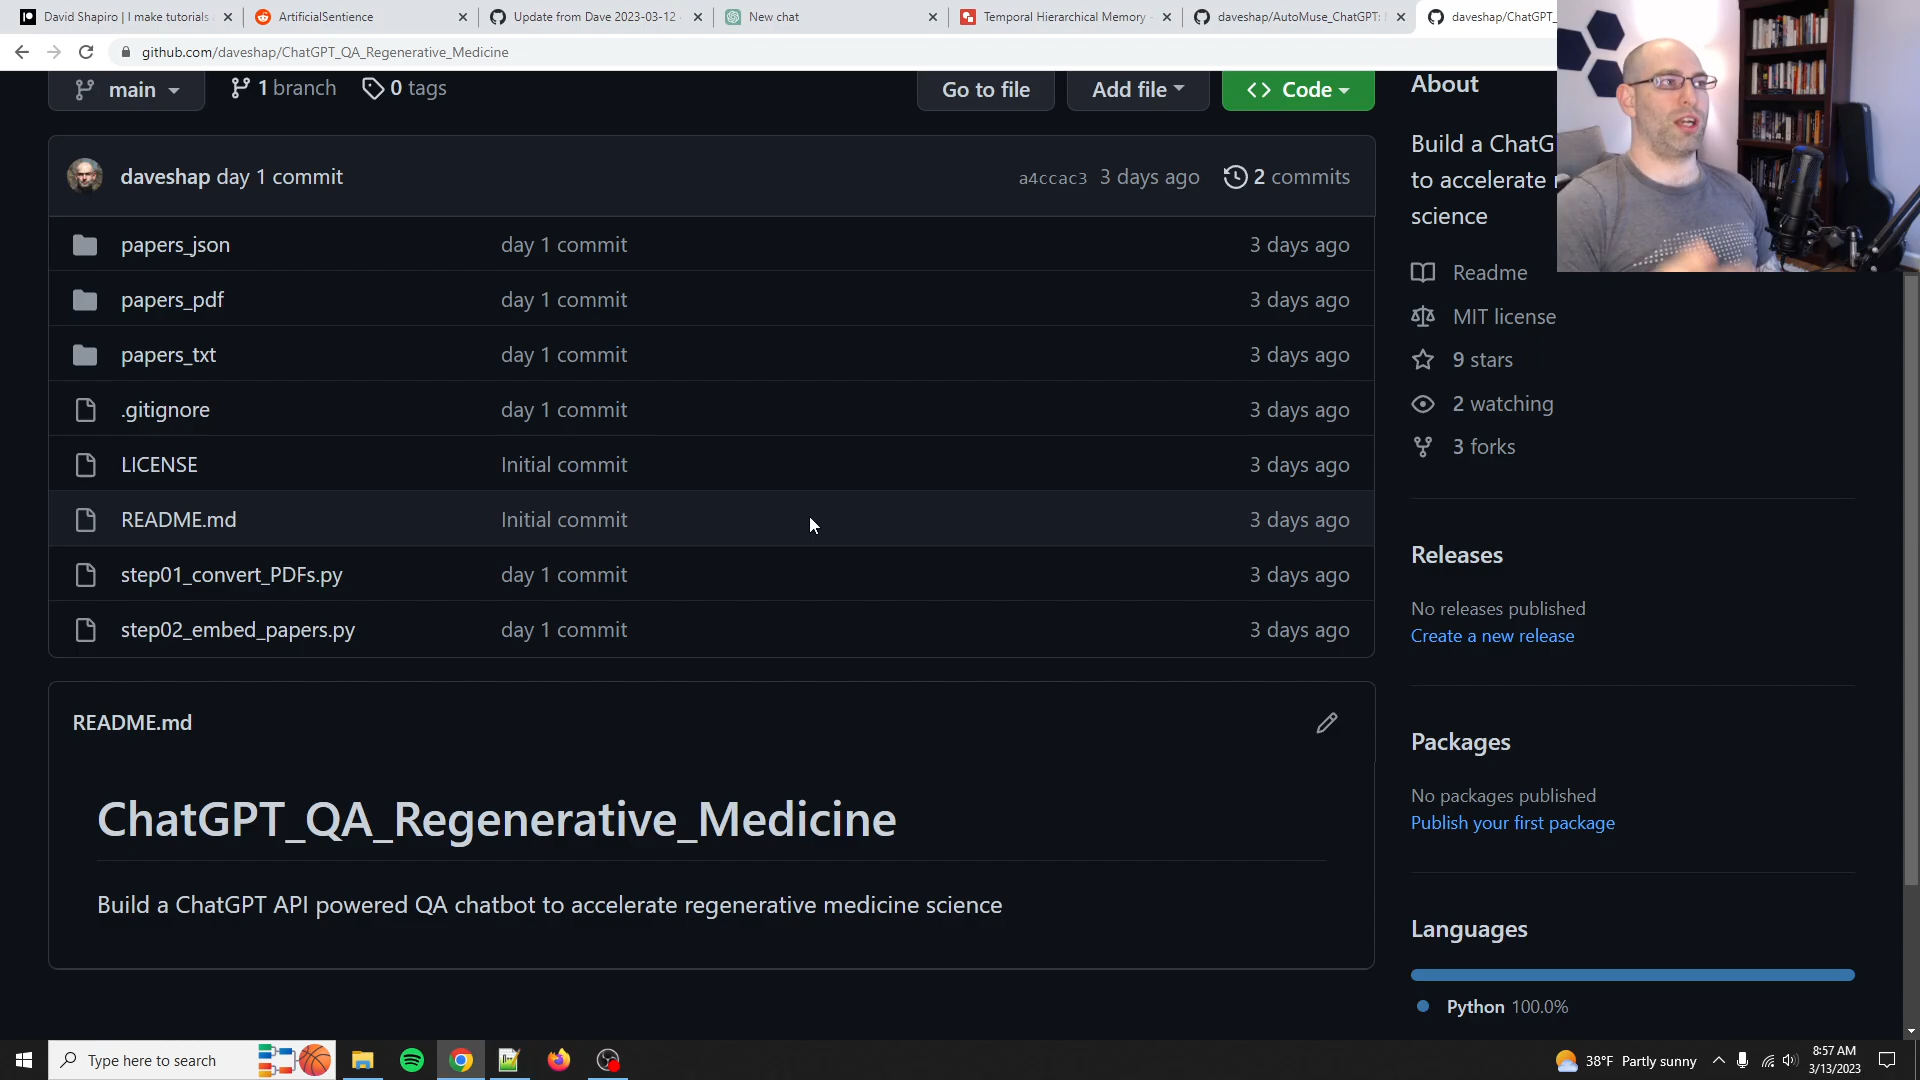 David Shapiro | I make tutorials
ArtificialSentience
Update from Dave 2023-03-12
New chat
Temporal Hierarchical Memory
daveshap/AutoMuse_ChatGPT:
daveshap/ChatGPT_
github.com/daveshap/ChatGPT_QA_Regenerative_Medicine
main
1 branch
0 tags
Go to file
Add file
<> Code
About
Build a ChatG
to accelerate
science
daveshap day 1 commit
a4ccac3 3 days ago
2 commits
papers_json day 1 commit 3 days ago
papers_pdf day 1 commit 3 days ago
papers_txt day 1 commit 3 days ago
.gitignore day 1 commit 3 days ago
LICENSE Initial commit 3 days ago
README.md Initial commit 3 days ago
step01_convert_PDFs.py day 1 commit 3 days ago
step02_embed_papers.py day 1 commit 3 days ago
Readme
MIT license
9 stars
2 watching
3 forks
Releases
No releases published
Create a new release
Packages
No packages published
Publish your first package
Languages
Python 100.0%
README.md
ChatGPT_QA_Regenerative_Medicine
Build a ChatGPT API powered QA chatbot to accelerate regenerative medicine science
Type here to search
38°F Partly sunny
8:57 AM
3/13/2023